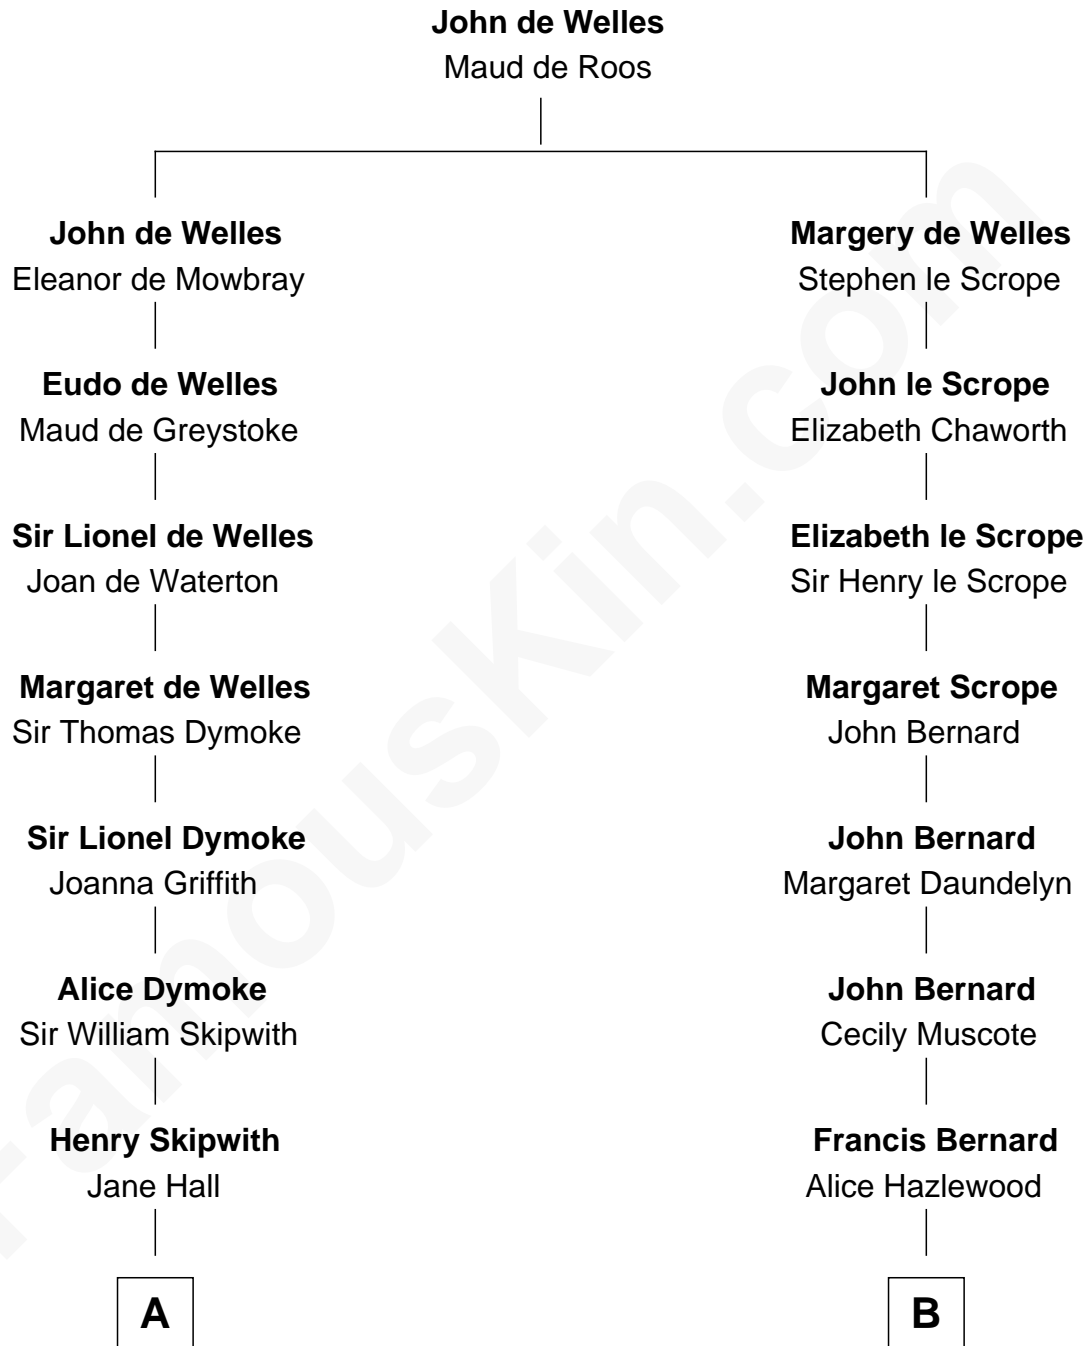 John de Welles
Maud de Roos
John de Welles
Eleanor de Mowbray
Margery de Welles
Stephen le Scrope
Eudo de Welles
Maud de Greystoke
John le Scrope
Elizabeth Chaworth
Sir Lionel de Welles
Joan de Waterton
Elizabeth le Scrope
Sir Henry le Scrope
Margaret de Welles
Sir Thomas Dymoke
Margaret Scrope
John Bernard
Sir Lionel Dymoke
Joanna Griffith
John Bernard
Margaret Daundelyn
Alice Dymoke
Sir William Skipwith
John Bernard
Cecily Muscote
Henry Skipwith
Jane Hall
Francis Bernard
Alice Hazlewood
A
B
FamousKin.com